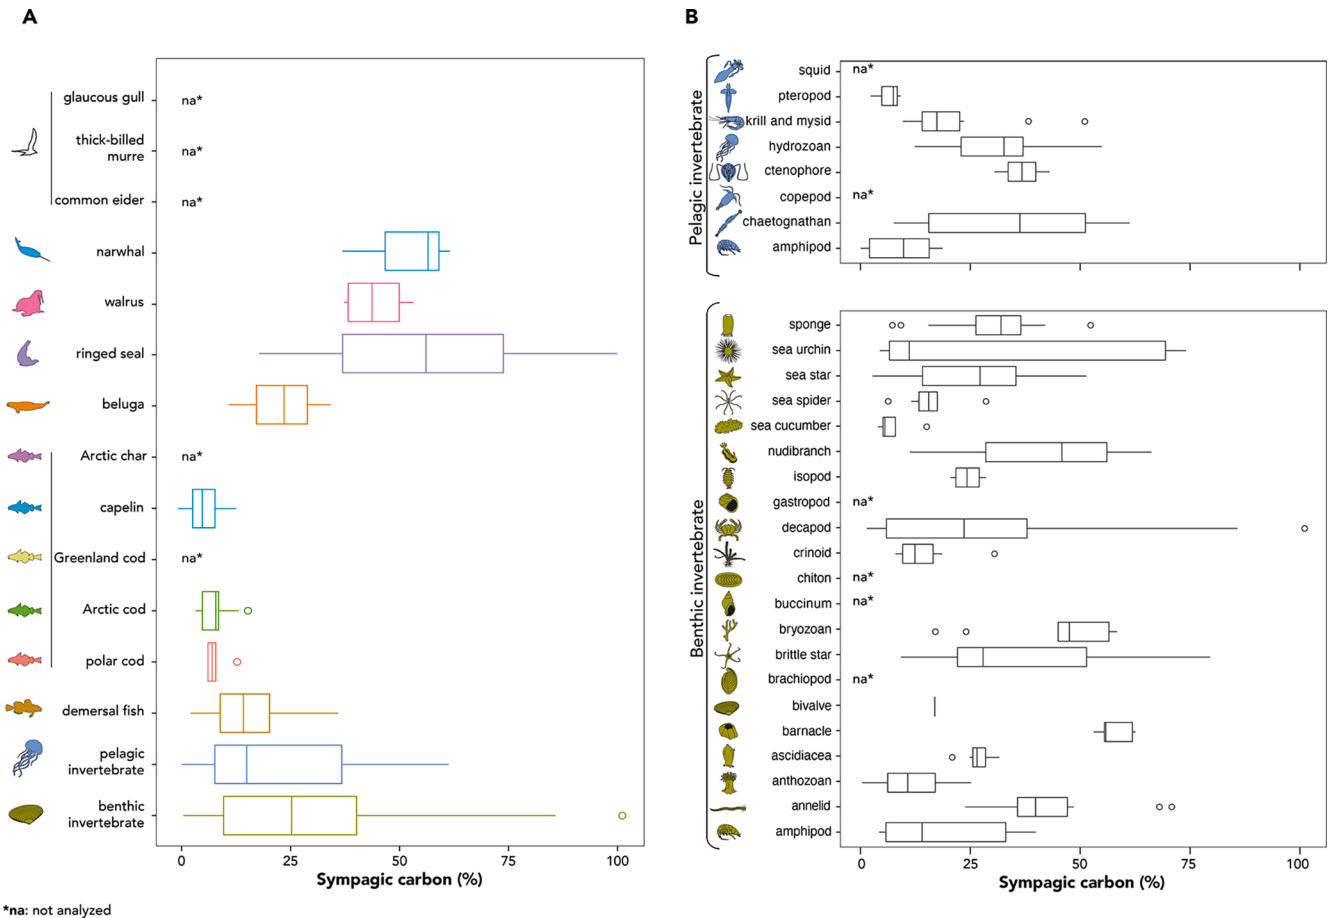 A
glaucous gull
na*
thick-billed
murre
na*
common eider
na*
narwhal
walrus
ringed seal
beluga
Arctic char
na*
capelin
Greenland cod
na*
Arctic cod
polar cod
demersal fish
pelagic
invertebrate
benthic
invertebrate
0 25 50 75 100
Sympagic carbon (%)
*na: not analyzed
B
Pelagic invertebrate
squid
na*
pteropod
krill and mysid
hydrozoan
ctenophore
copepod
na*
chaetognathan
amphipod
Benthic invertebrate
sponge
sea urchin
sea star
sea spider
sea cucumber
nudibranch
isopod
gastropod
na*
decapod
crinoid
chiton
na*
buccinum
na*
bryozoan
brittle star
brachiopod
na*
bivalve
barnacle
ascidiacea
anthozoan
annelid
amphipod
0 25 50 75 100
Sympagic carbon (%)